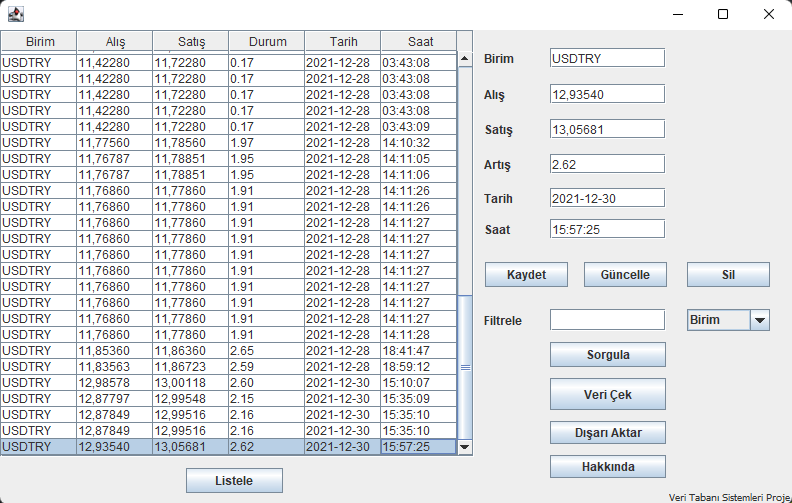 Birim Alış Satış Durum Tarih Saat
USDTRY 11,42280 11,72280 0.17 2021-12-28 03:43:08
USDTRY 11,42280 11,72280 0.17 2021-12-28 03:43:08
USDTRY 11,42280 11,72280 0.17 2021-12-28 03:43:08
USDTRY 11,42280 11,72280 0.17 2021-12-28 03:43:08
USDTRY 11,42280 11,72280 0.17 2021-12-28 03:43:09
USDTRY 11,77560 11,78560 1.97 2021-12-28 14:10:32
USDTRY 11,76787 11,78851 1.95 2021-12-28 14:11:05
USDTRY 11,76787 11,78851 1.95 2021-12-28 14:11:06
USDTRY 11,76860 11,77860 1.91 2021-12-28 14:11:26
USDTRY 11,76860 11,77860 1.91 2021-12-28 14:11:26
USDTRY 11,76860 11,77860 1.91 2021-12-28 14:11:27
USDTRY 11,76860 11,77860 1.91 2021-12-28 14:11:27
USDTRY 11,76860 11,77860 1.91 2021-12-28 14:11:27
USDTRY 11,76860 11,77860 1.91 2021-12-28 14:11:27
USDTRY 11,76860 11,77860 1.91 2021-12-28 14:11:27
USDTRY 11,76860 11,77860 1.91 2021-12-28 14:11:27
USDTRY 11,76860 11,77860 1.91 2021-12-28 14:11:27
USDTRY 11,76860 11,77860 1.91 2021-12-28 14:11:28
USDTRY 11,85360 11,86360 2.65 2021-12-28 18:41:47
USDTRY 11,83563 11,86723 2.59 2021-12-28 18:59:12
USDTRY 12,98578 13,00118 2.60 2021-12-30 15:10:07
USDTRY 12,87797 12,99548 2.15 2021-12-30 15:35:09
USDTRY 12,87849 12,99516 2.16 2021-12-30 15:35:10
USDTRY 12,87849 12,99516 2.16 2021-12-30 15:35:10
USDTRY 12,93540 13,05681 2.62 2021-12-30 15:57:25
Listele
Birim USDTRY
Alış 12,93540
Satış 13,05681
Artış 2.62
Tarih 2021-12-30
Saat 15:57:25
Kaydet Güncelle Sil
Filtrele Birim
Sorgula
Veri Çek
Dışarı Aktar
Hakkında
Veri Tabanı Sistemleri Proje